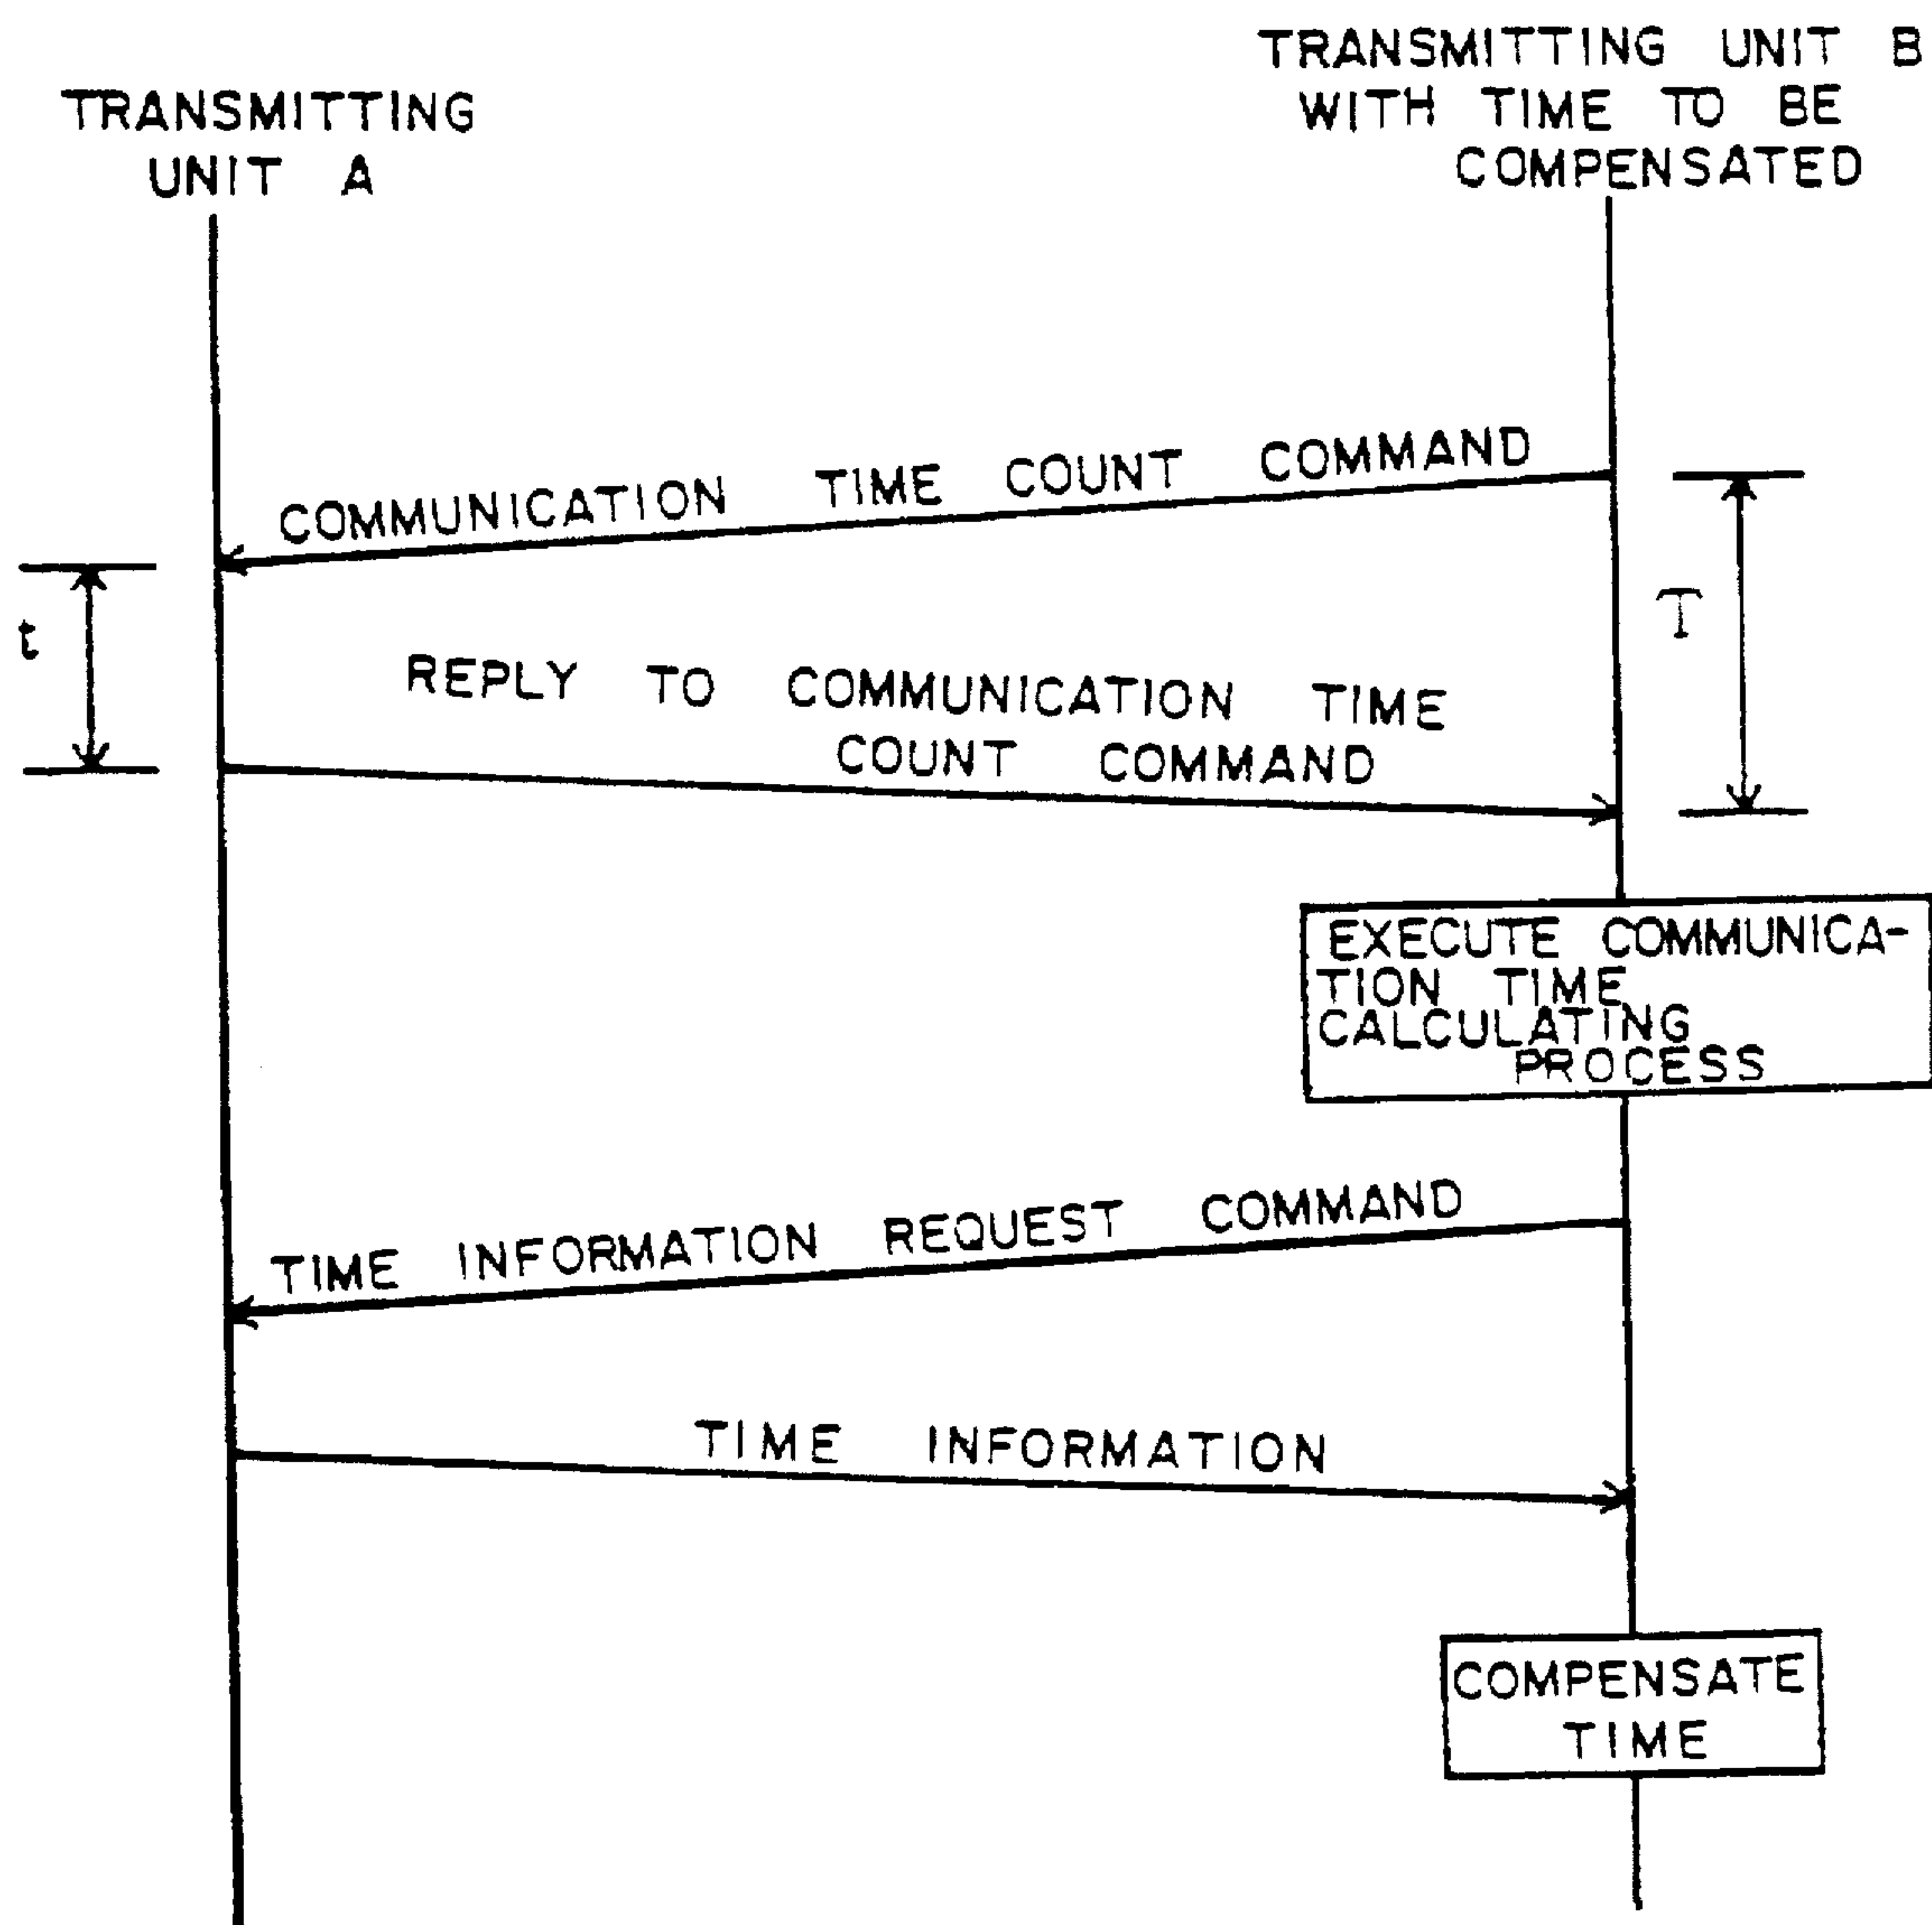 TRANSMITTING
UNIT A
TRANSMITTING UNIT B
WITH TIME TO BE
COMPENSATED
COMMUNICATION TIME COUNT COMMAND
t
T
REPLY TO COMMUNICATION TIME
COUNT COMMAND
EXECUTE COMMUNICA-
TION TIME
CALCULATING
PROCESS
TIME INFORMATION REQUEST COMMAND
TIME INFORMATION
COMPENSATE
TIME